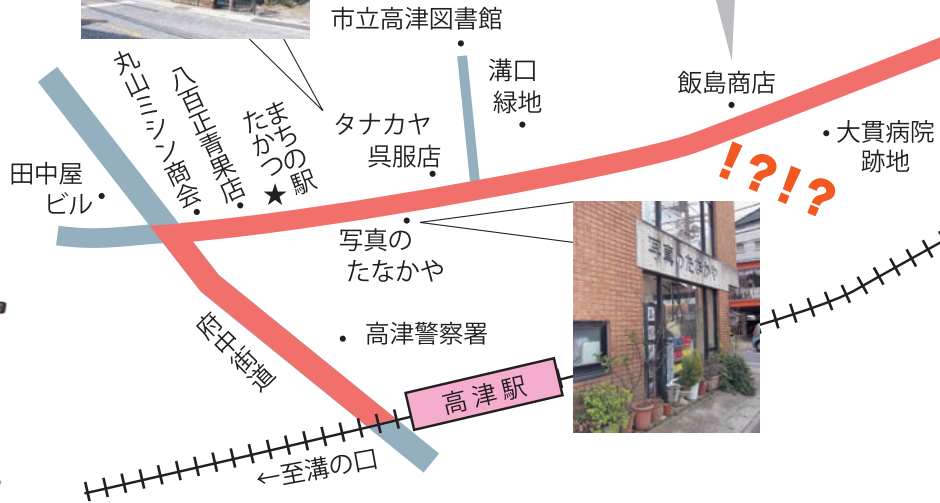 市立高津図書館
丸山ミシン商会
八百正青果店
まちの駅
たかつ
タナカヤ
呉服店
溝口
緑地
飯島商店
大貫病院
跡地
田中屋
ビル
!?!?
写真の
たなかや
写真のたなかや
府中街道
高津警察署
高津駅
←至溝の口